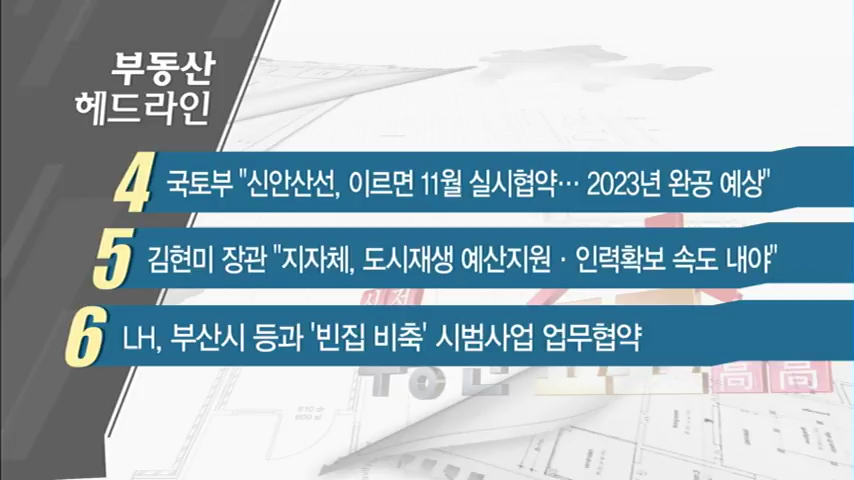 부동산
헤드라인
4 국토부 "신안산선, 이르면 11월 실시협약… 2023년 완공 예상"
5 김현미 장관 "지자체, 도시재생 예산지원·인력확보 속도 내야"
6 LH, 부산시 등과 '빈집 비축' 시범사업 업무협약
高 高